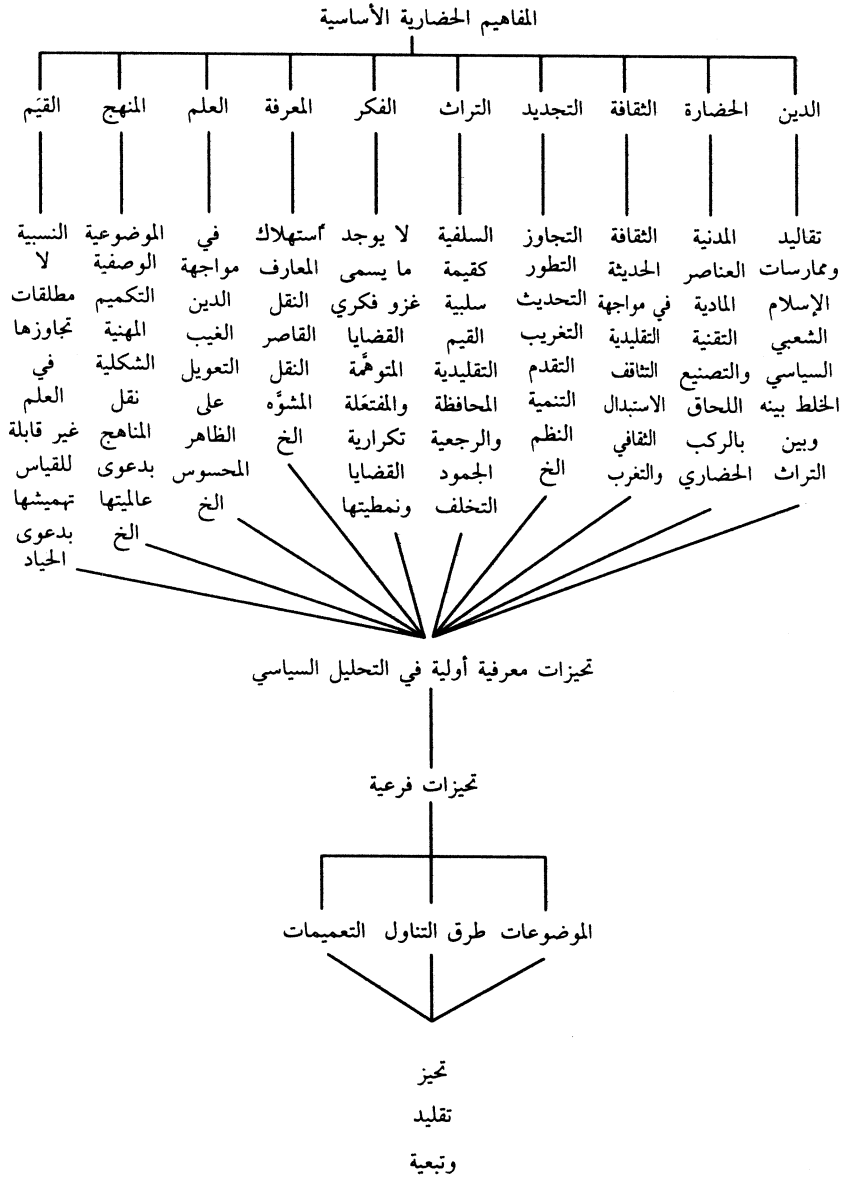 المفاهيم الحضارية الأساسية
الدين
الحضارة
الثقافة
التجديد
التراث
الفكر
المعرفة
العلم
المنهج
القيَم
تقاليد
وممارسات
الإسلام
الشعبي
السياسي
الخلط بينه
وبين
التراث
المدنية
العناصر
المادية
التقنية
والتصنيع
اللحاق
بالركب
الحضاري
الثقافة
الحديثة
في مواجهة
التقليدية
التثاقف
الاستبدال
الثقافي
والتغرب
التجاوز
التطور
التحديث
التغريب
التقدم
التنمية
النظم
الخ
السلفية
كقيمة
سلبية
القيم
التقليدية
المحافظة
والرجعية
الجمود
التخلف
لا يوجد
ما يسمى
غزو فكري
القضايا
المتوهَّمة
والمفتعَلة
تكرارية
القضايا
ونمطيتها
استهلاك
المعارف
النقل
القاصر
النقل
المشوَّه
الخ
في
مواجهة
الدين
الغيب
التعويل
على
الظاهر
المحسوس
الخ
الموضوعية
الوصفية
التكميم
المهنية
الشكلية
نقل
المناهج
بدعوى
عالميتها
الخ
النسبية
لا
مطلقات
تجاوزها
في
العلم
غير قابلة
للقياس
تهميشها
بدعوى
الحياد
تحيزات معرفية أولية في التحليل السياسي
تحيزات فرعية
الموضوعات
طرق التناول
التعميمات
تحيز
تقليد
وتبعية